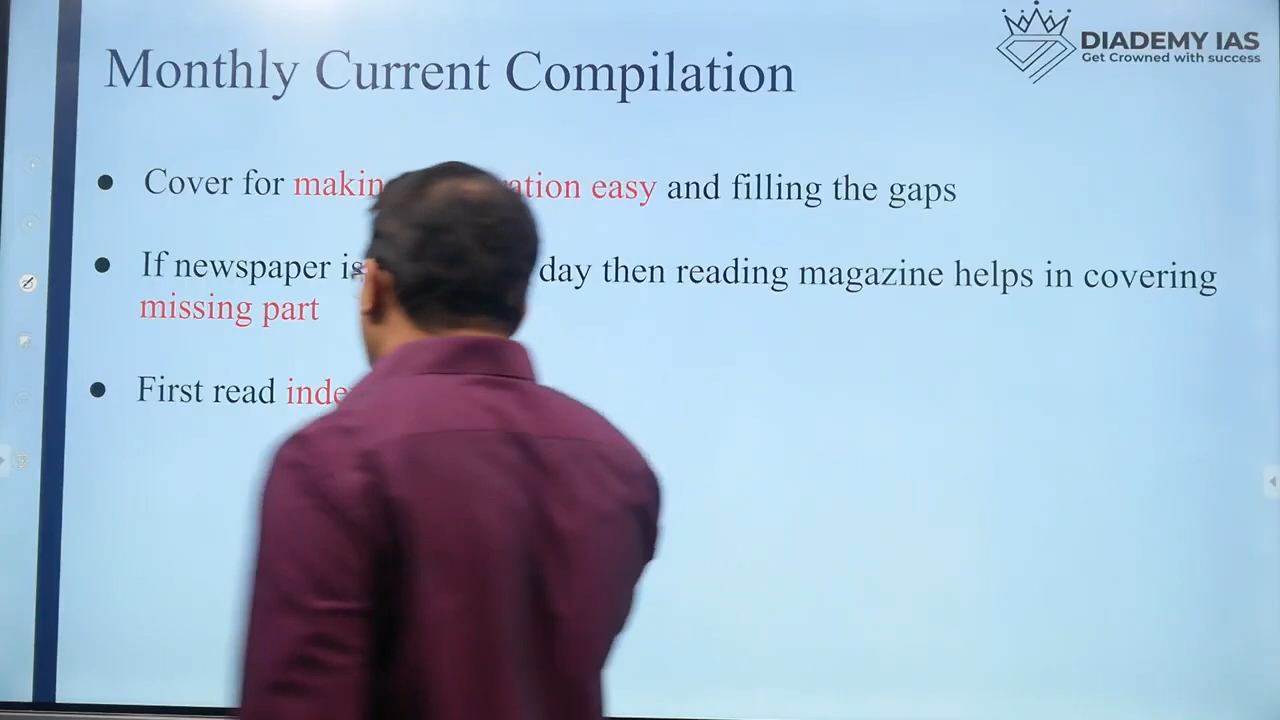 DIADEMY IAS
Get Crowned with success
Monthly Current Compilation
Cover for easy and filling the gaps
If newspaper day then reading magazine helps in covering
missing part
First read